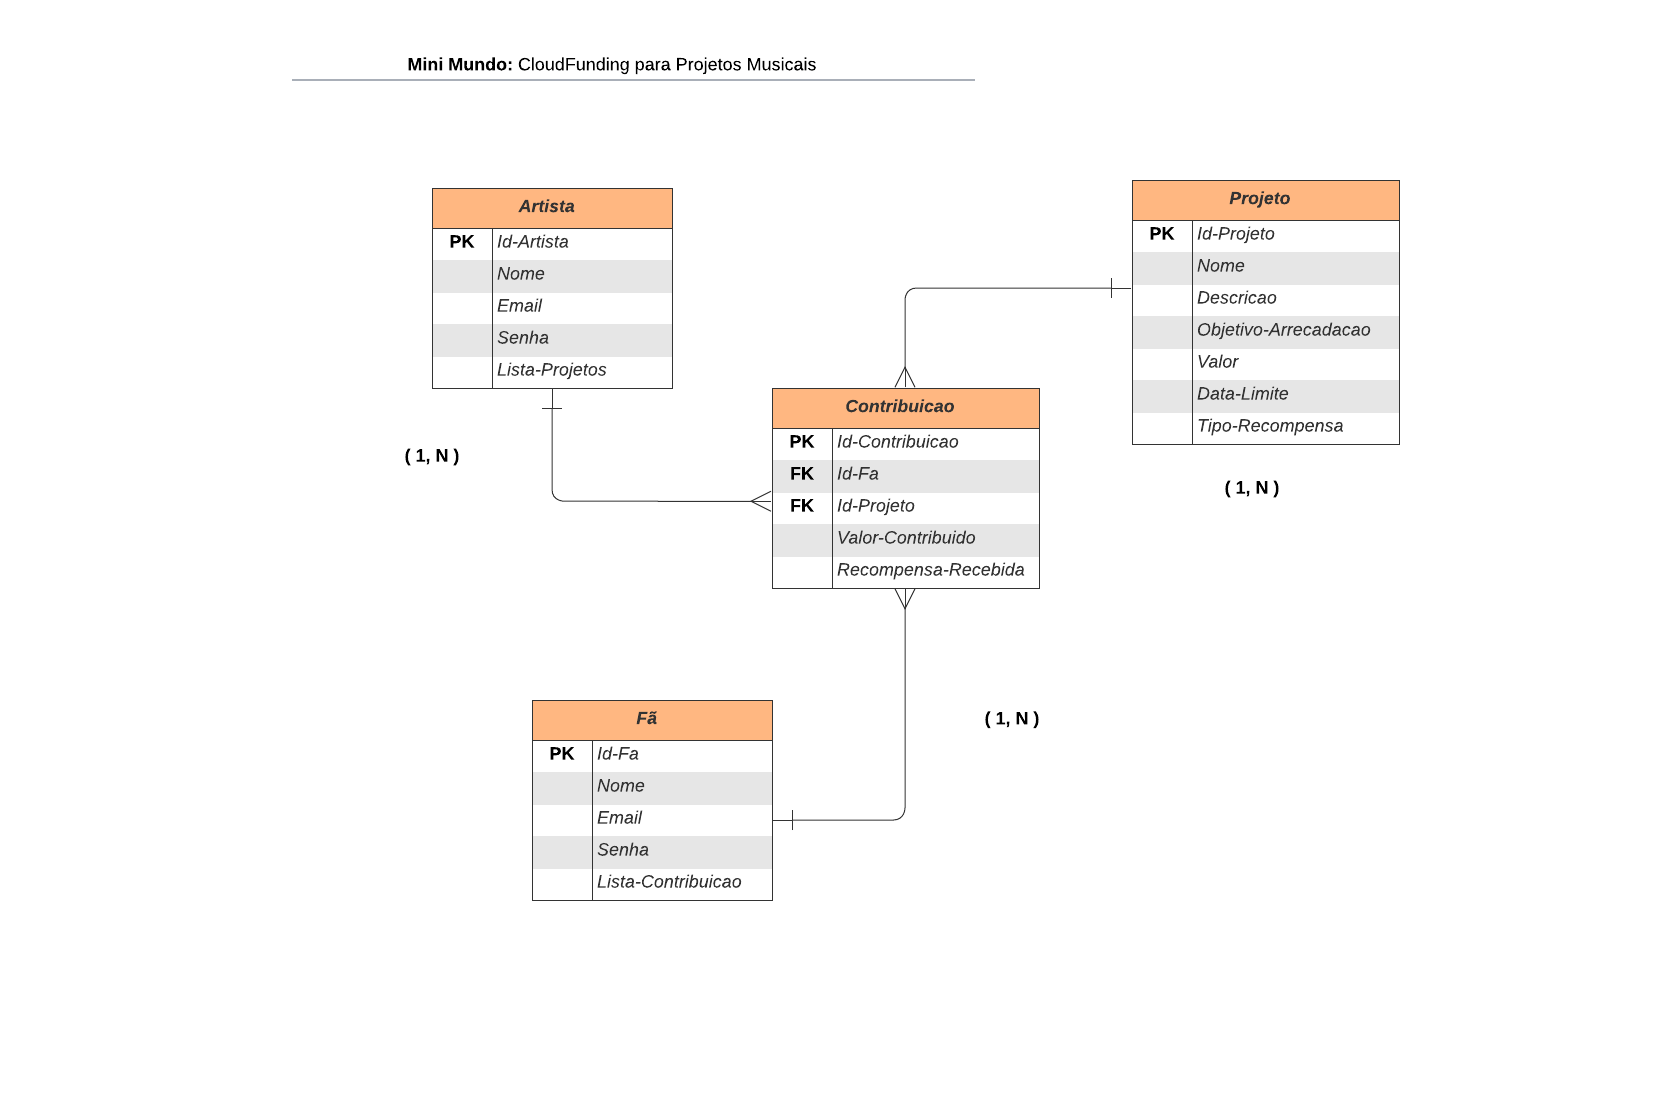 Mini Mundo: CloudFunding para Projetos Musicais
Artista
PK Id-Artista
Nome
Email
Senha
Lista-Projetos
( 1, N )
Projeto
PK Id-Projeto
Nome
Descricao
Objetivo-Arrecadacao
Valor
Data-Limite
Tipo-Recompensa
( 1, N )
Contribuicao
PK Id-Contribuicao
FK Id-Fa
FK Id-Projeto
Valor-Contribuido
Recompensa-Recebida
( 1, N )
Fã
PK Id-Fa
Nome
Email
Senha
Lista-Contribuicao